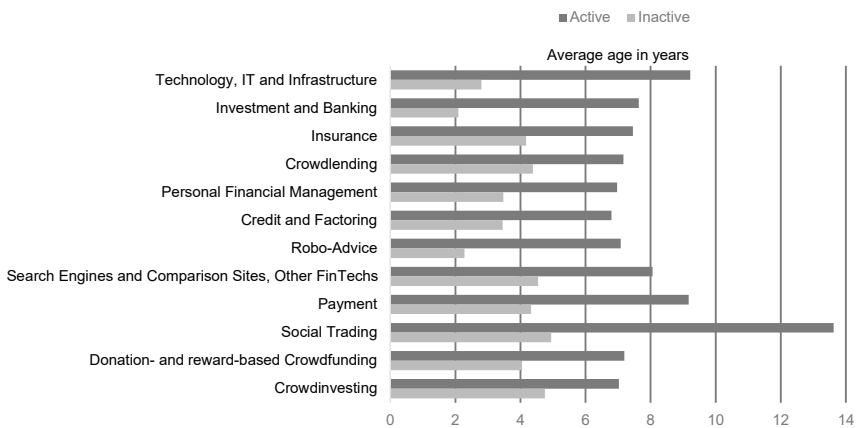 Active Inactive
Average age in years
Technology, IT and Infrastructure
Investment and Banking
Insurance
Crowdlending
Personal Financial Management
Credit and Factoring
Robo-Advice
Search Engines and Comparison Sites, Other FinTechs
Payment
Social Trading
Donation- and reward-based Crowdfunding
Crowdinvesting
0 2 4 6 8 10 12 14